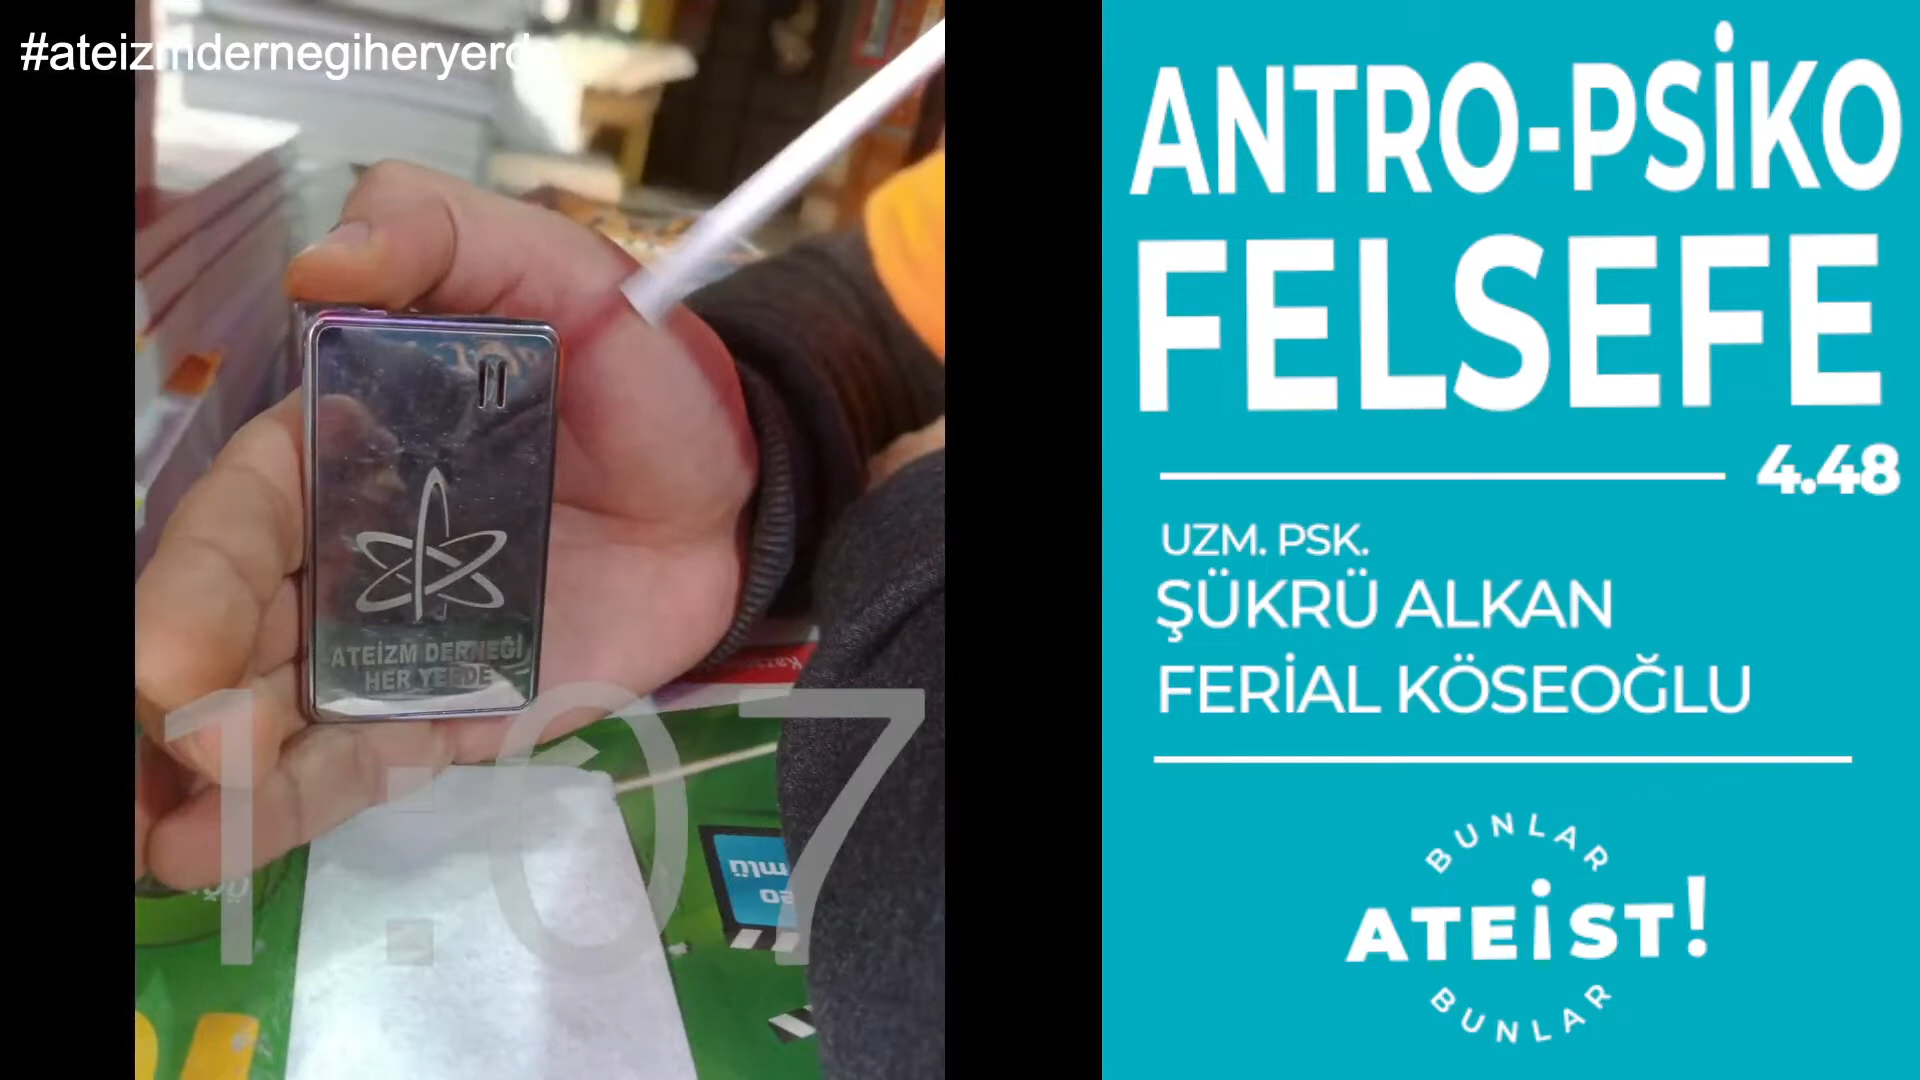 #ateizmdernegiheryerde
ATEİZM DERNEĞİ
HER YERDE
1:07
ANTRO-PSİKO
FELSEFE
4.48
UZM. PSK.
ŞÜKRÜ ALKAN
FERİAL KÖSEOĞLU
BUNLAR
ATEİST!
BUNLAR